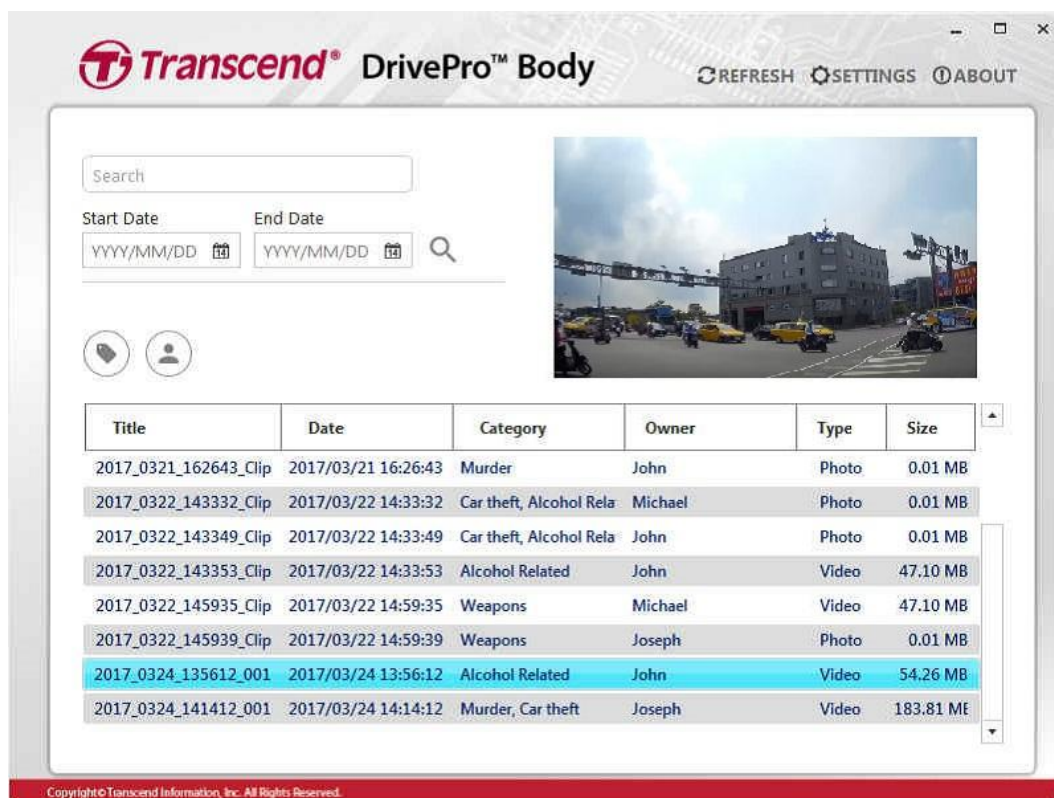 Transcend® DrivePro™ Body
REFRESH SETTINGS ABOUT
Search
Start Date End Date
YYYY/MM/DD 14 YYYY/MM/DD 14
Title Date Category Owner Type Size
2017_0321_162643_Clip 2017/03/21 16:26:43 Murder John Photo 0.01 MB
2017_0322_143332_Clip 2017/03/22 14:33:32 Car theft, Alcohol Rela Michael Photo 0.01 MB
2017_0322_143349_Clip 2017/03/22 14:33:49 Car theft, Alcohol Rela John Photo 0.01 MB
2017_0322_143353_Clip 2017/03/22 14:33:53 Alcohol Related John Video 47.10 MB
2017_0322_145935_Clip 2017/03/22 14:59:35 Weapons Michael Video 47.10 MB
2017_0322_145939_Clip 2017/03/22 14:59:39 Weapons Joseph Photo 0.01 MB
2017_0324_135612_001 2017/03/24 13:56:12 Alcohol Related John Video 54.26 MB
2017_0324_141412_001 2017/03/24 14:14:12 Murder, Car theft Joseph Video 183.81 ME
Copyright©Transcend Information, Inc. All Rights Reserved.